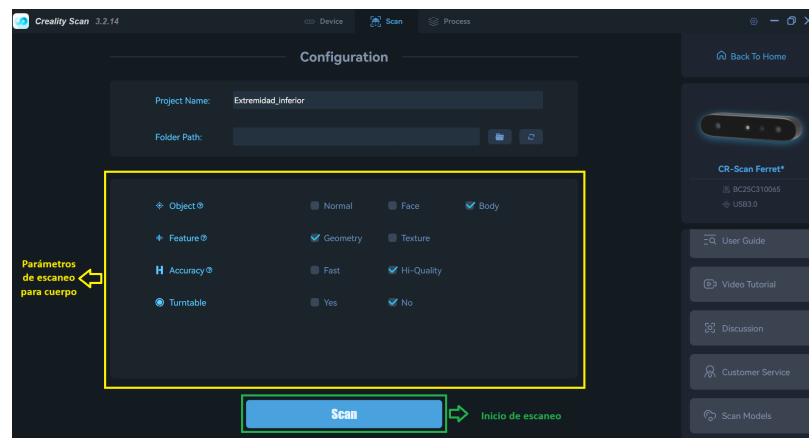 Creality Scan 3.2.14
Device Scan Process
Configuration
Back To Home
Project Name: Extremidad_inferior
Folder Path:
CR-Scan Ferret*
BC25C310065
USB3.0
Object Normal Face Body
Feature Geometry Texture
Accuracy Fast Hi-Quality
Turntable Yes No
Parámetros
de escaneo
para cuerpo
User Guide
Video Tutorial
Discussion
Customer Service
Scan Models
Scan
Inicio de escaneo